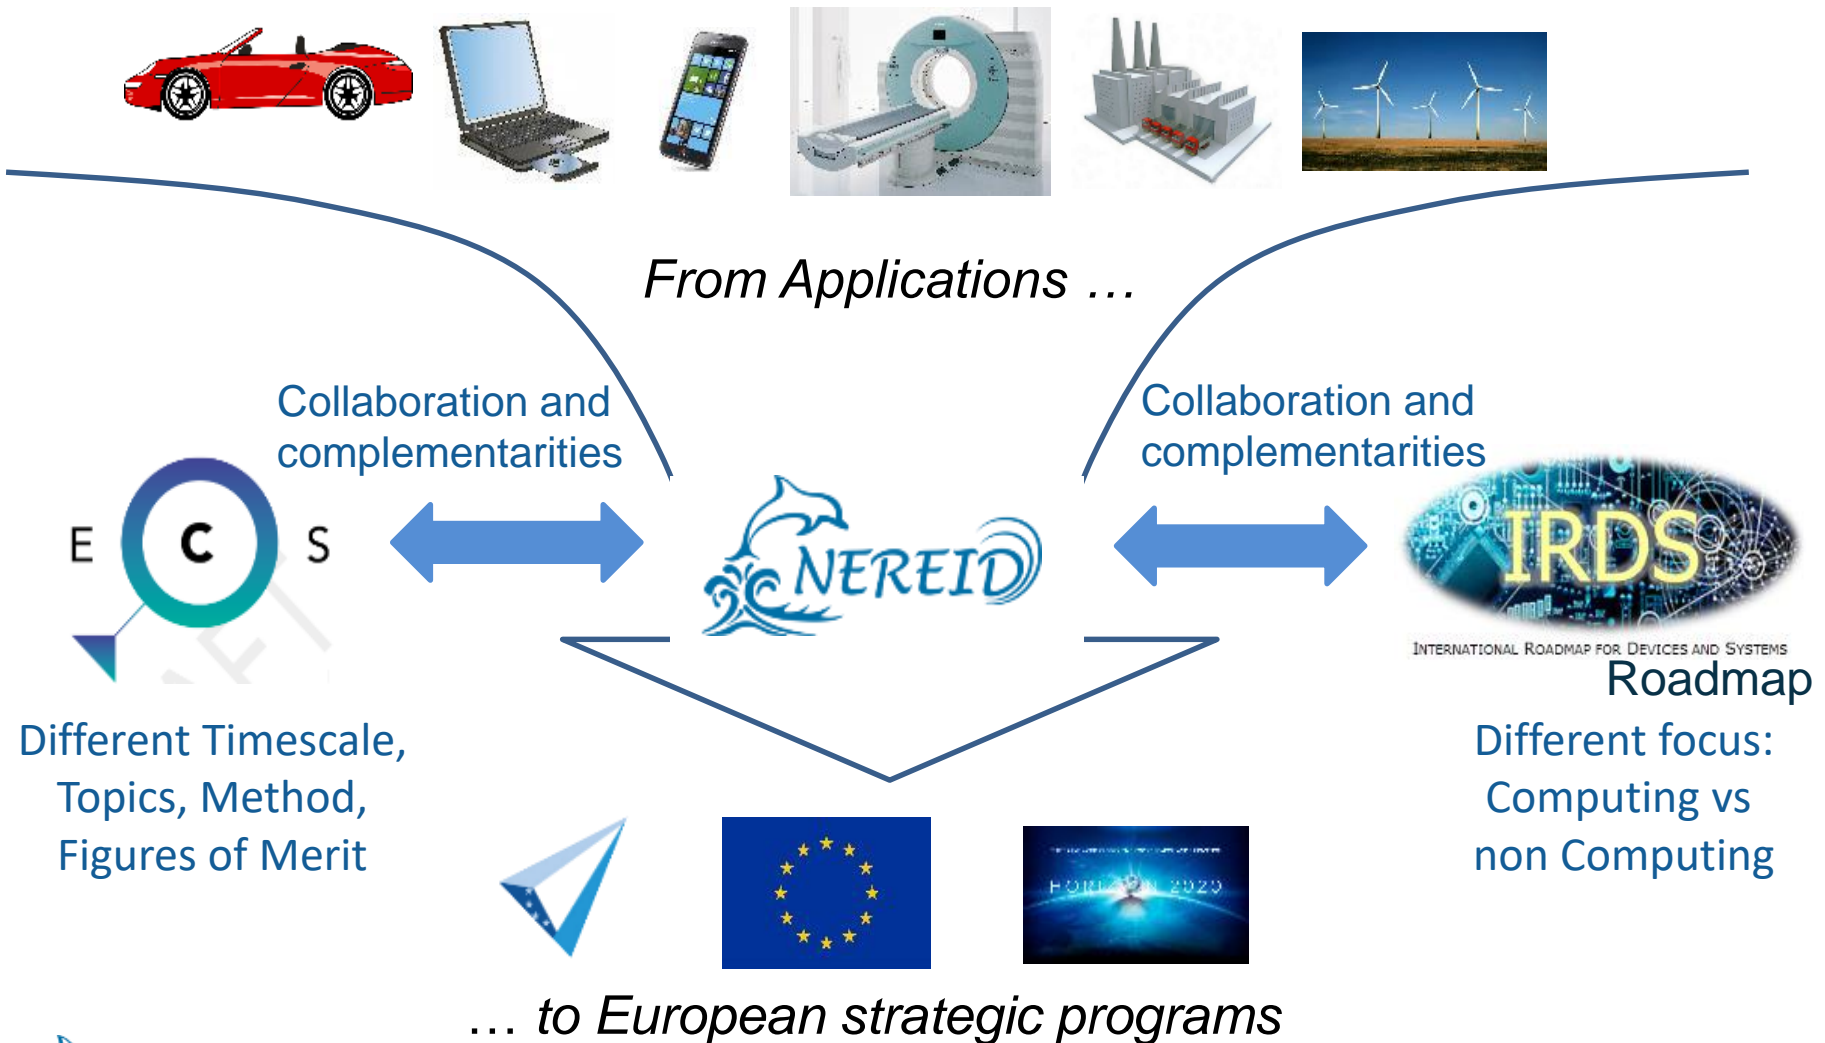 From Applications …
Collaboration and
complementarities
Collaboration and
complementarities
E C S
NEREID
IRDS
INTERNATIONAL ROADMAP FOR DEVICES AND SYSTEMS
Roadmap
Different Timescale,
Topics, Method,
Figures of Merit
Different focus:
Computing vs
non Computing
HORIZON 2020
… to European strategic programs